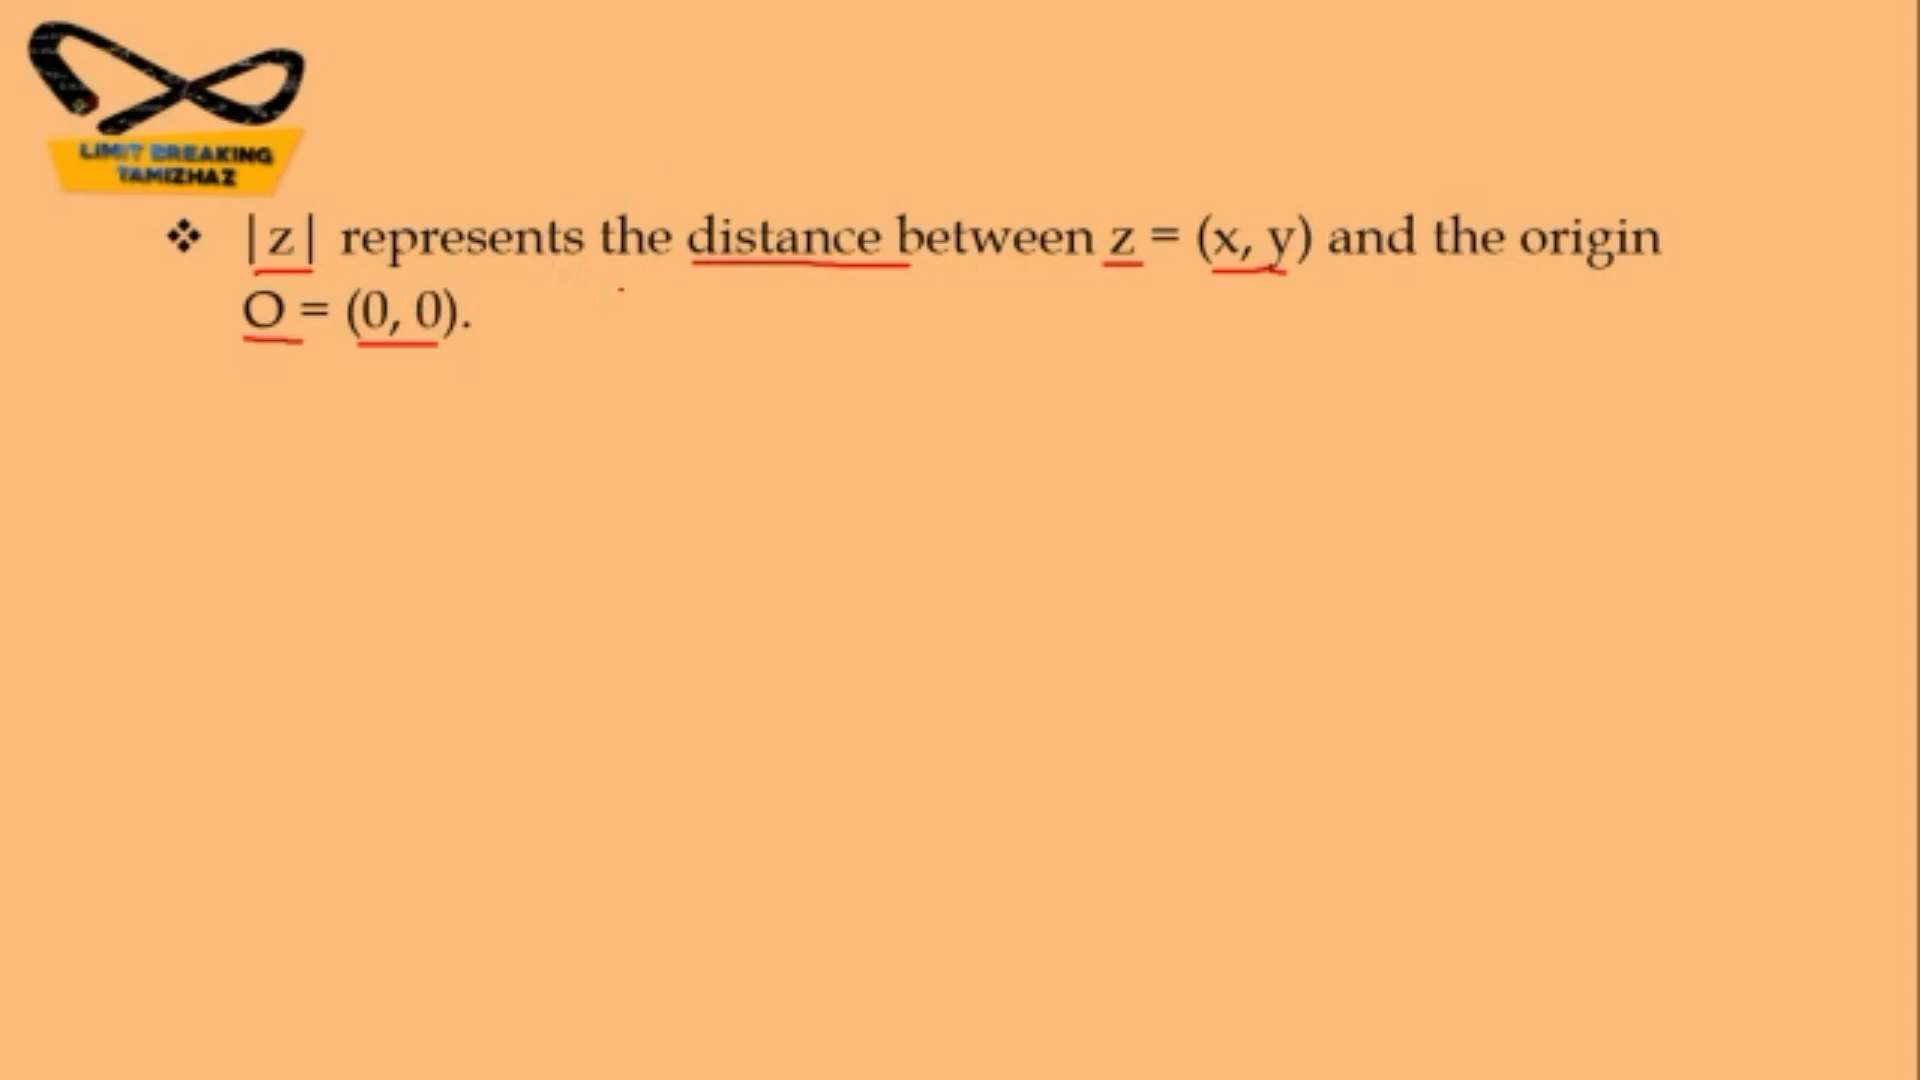 LIMIT BREAKING
TAMIZHAZ
❖ |z| represents the distance between z = (x, y) and the origin
O = (0, 0).